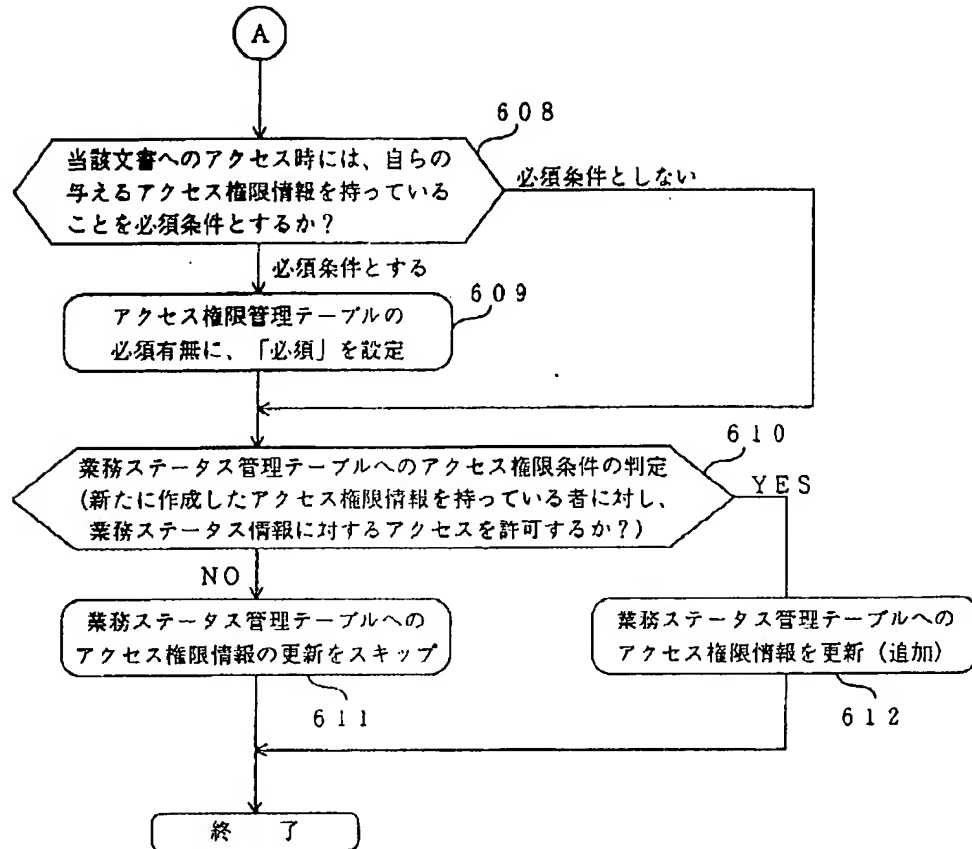 A
608
当該文書へのアクセス時には、自らの
与えるアクセス権限情報を持っている
ことを必須条件とするか？
必須条件としない
必須条件とする
609
アクセス権限管理テーブルの
必須有無に、「必須」を設定
610
業務ステータス管理テーブルへのアクセス権限条件の判定
(新たに作成したアクセス権限情報を持っている者に対し、
業務ステータス情報に対するアクセスを許可するか？)
YES
NO
業務ステータス管理テーブルへの
アクセス権限情報の更新をスキップ
611
業務ステータス管理テーブルへの
アクセス権限情報を更新（追加）
612
終 了